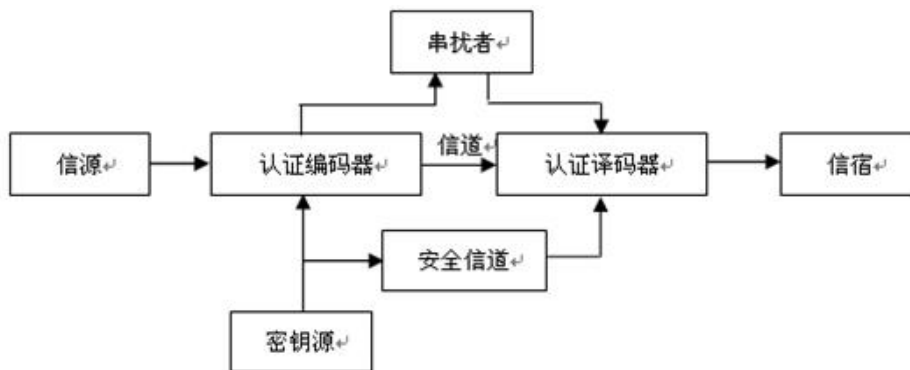 串扰者
信源
认证编码器
信道
认证译码器
信宿
安全信道
密钥源